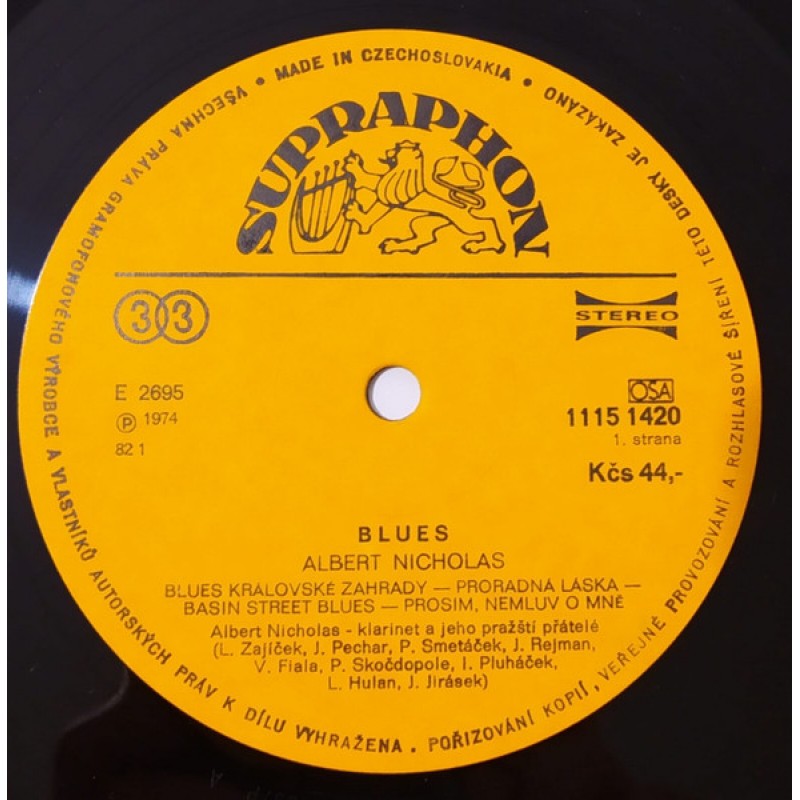 VŠECHNA PRÁVA GRAMOFONOVÉHO VÝROBCE A VLASTNÍKŮ AUTORSKÝCH PRÁV K DÍLU VYHRAŽENA. POŘIZOVÁNÍ KOPIÍ, VEŘEJNÉ PROVOZOVÁNÍ A ROZHLASOVÉ ŠÍŘENÍ TÉTO DESKY JE ZAKÁZÁNO • MADE IN CZECHOSLOVAKIA •
SUPRAPHON
33
STEREO
E 2695
OSA
Ⓟ 1974
1115 1420
82 1
1. strana
Kčs 44,-
BLUES
ALBERT NICHOLAS
BLUES KRÁLOVSKÉ ZAHRADY — PRORADNÁ LÁSKA —
BASIN STREET BLUES — PROSIM, NEMLUV O MNĚ
Albert Nicholas - klarinet a jeho pražští přátelé
(L. Zajíček, J. Pechar, P. Smetáček, J. Rejman,
V. Fiala, P. Skočdopole, I. Pluháček,
L. Hulan, J. Jirásek)